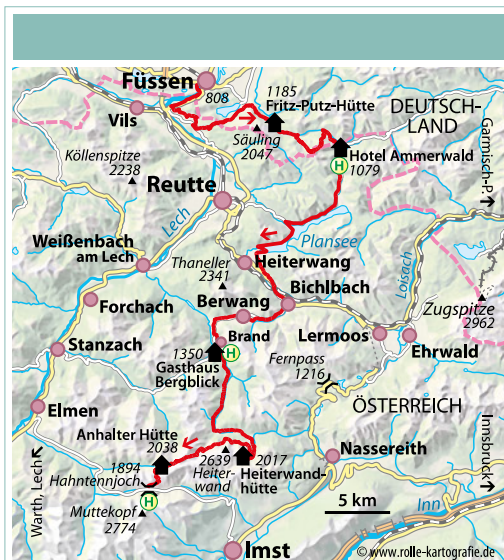 Füssen
808
1185
Fritz-Putz-Hütte
DEUTSCH-
LAND
Vils
Säuling
2047
Hotel Ammerwald
H
1079
Garmisch-P.
Köllenspitze
2238
Reutte
Lech
Plansee
Weißenbach
am Lech
Thaneller
2341
Heiterwang
Loisach
Bichlbach
Berwang
Forchach
Zugspitze
2962
Brand
Lermoos
Stanzach
1350
H
Gasthaus
Bergblick
Fernpass
1216
Ehrwald
Elmen
ÖSTERREICH
Anhalter Hütte
2038
2639
Heiter-
wand
2017
Heiterwand-
hütte
Nassereith
1894
Hahntennjoch
H
Innsbruck
Warth, Lech
Muttekopf
2774
5 km
Inn
Imst
© www.rolle-kartografie.de